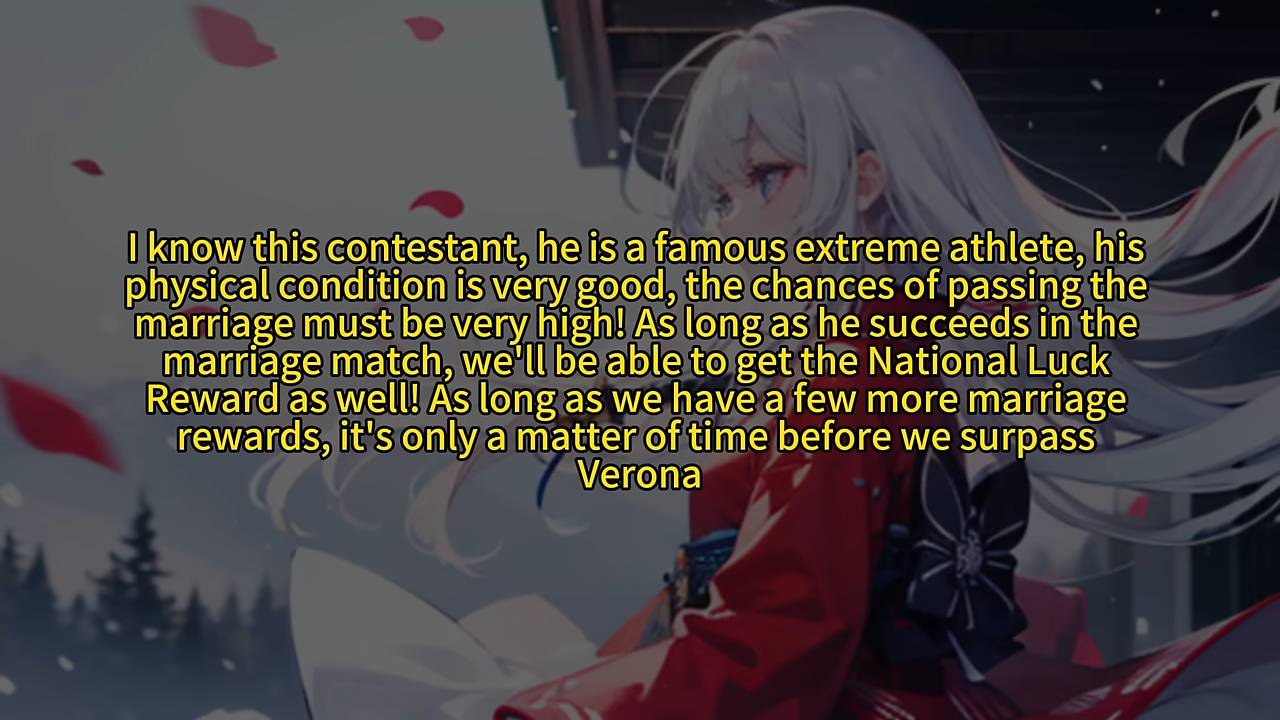 I know this contestant, he is a famous extreme athlete, his
physical condition is very good, the chances of passing the
marriage must be very high! As long as he succeeds in the
marriage match, we'll be able to get the National Luck
Reward as well! As long as we have a few more marriage
rewards, it's only a matter of time before we surpass
Verona